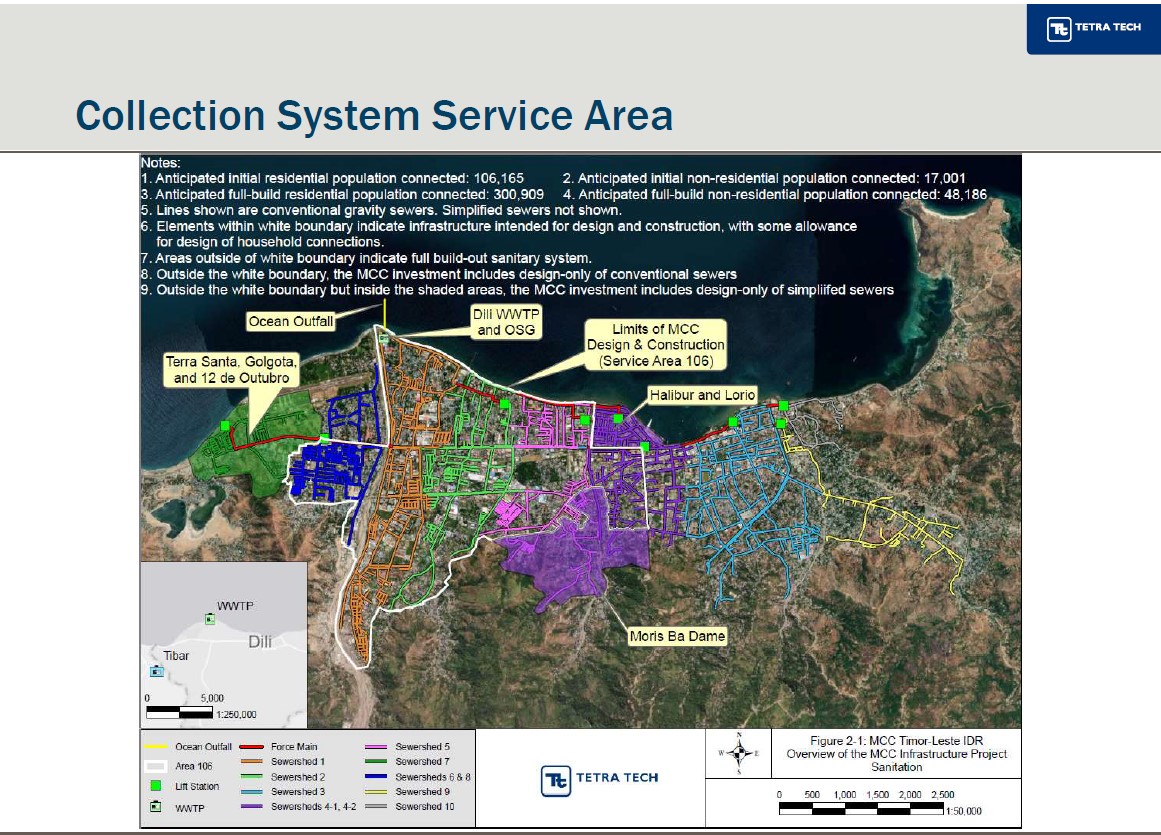 TETRA TECH
Collection System Service Area
Notes:
1. Anticipated initial residential population connected: 106,165 2. Anticipated initial non-residential population connected: 17,001
3. Anticipated full-build residential population connected: 300,909 4. Anticipated full-build non-residential population connected: 48,186
5. Lines shown are conventional gravity sewers. Simplified sewers not shown.
6. Elements within white boundary indicate infrastructure intended for design and construction, with some allowance
for design of household connections.
7. Areas outside of white boundary indicate full build-out sanitary system.
8. Outside the white boundary, the MCC investment includes design-only of conventional sewers
9. Outside the white boundary but inside the shaded areas, the MCC investment includes design-only of simpliifed sewers
Ocean Outfall
Dili WWTP
and OSG
Limits of MCC
Design & Construction
(Service Area 106)
Terra Santa, Golgota,
and 12 de Outubro
Halibur and Lorio
Moris Ba Dame
WWTP
Dili
Tibar
0 5,000
1:250,000
Ocean Outfall
Area 106
Lift Station
WWTP
Force Main
Sewershed 1
Sewershed 2
Sewershed 3
Sewersheds 4-1, 4-2
Sewershed 5
Sewershed 7
Sewersheds 6 & 8
Sewershed 9
Sewershed 10
TETRA TECH
N
W E
S
Figure 2-1: MCC Timor-Leste IDR
Overview of the MCC Infrastructure Project
Sanitation
0 500 1,000 1,500 2,000 2,500
1:50,000